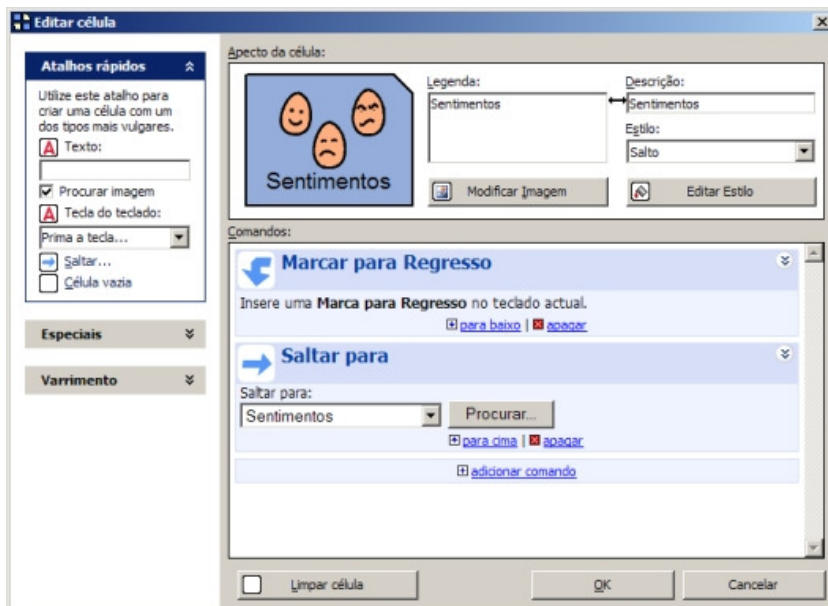 Editar célula
Atalhos rápidos
Utilize este atalho para
criar uma célula com um
dos tipos mais vulgares.
Texto:
Procurar imagem
Tecla do teclado:
Prima a tecla...
Saltar...
Célula vazia
Especiais
Varrimento
Apecto da célula:
Sentimentos
Legenda:
Sentimentos
Modificar Imagem
Descrição:
Sentimentos
Estilo:
Salto
Editar Estilo
Comandos:
Marcar para Regresso
Insere uma Marca para Regresso no teclado actual.
para baixo | apagar
Saltar para
Saltar para:
Sentimentos Procurar...
para cima | apagar
adicionar comando
Limpar célula OK Cancelar